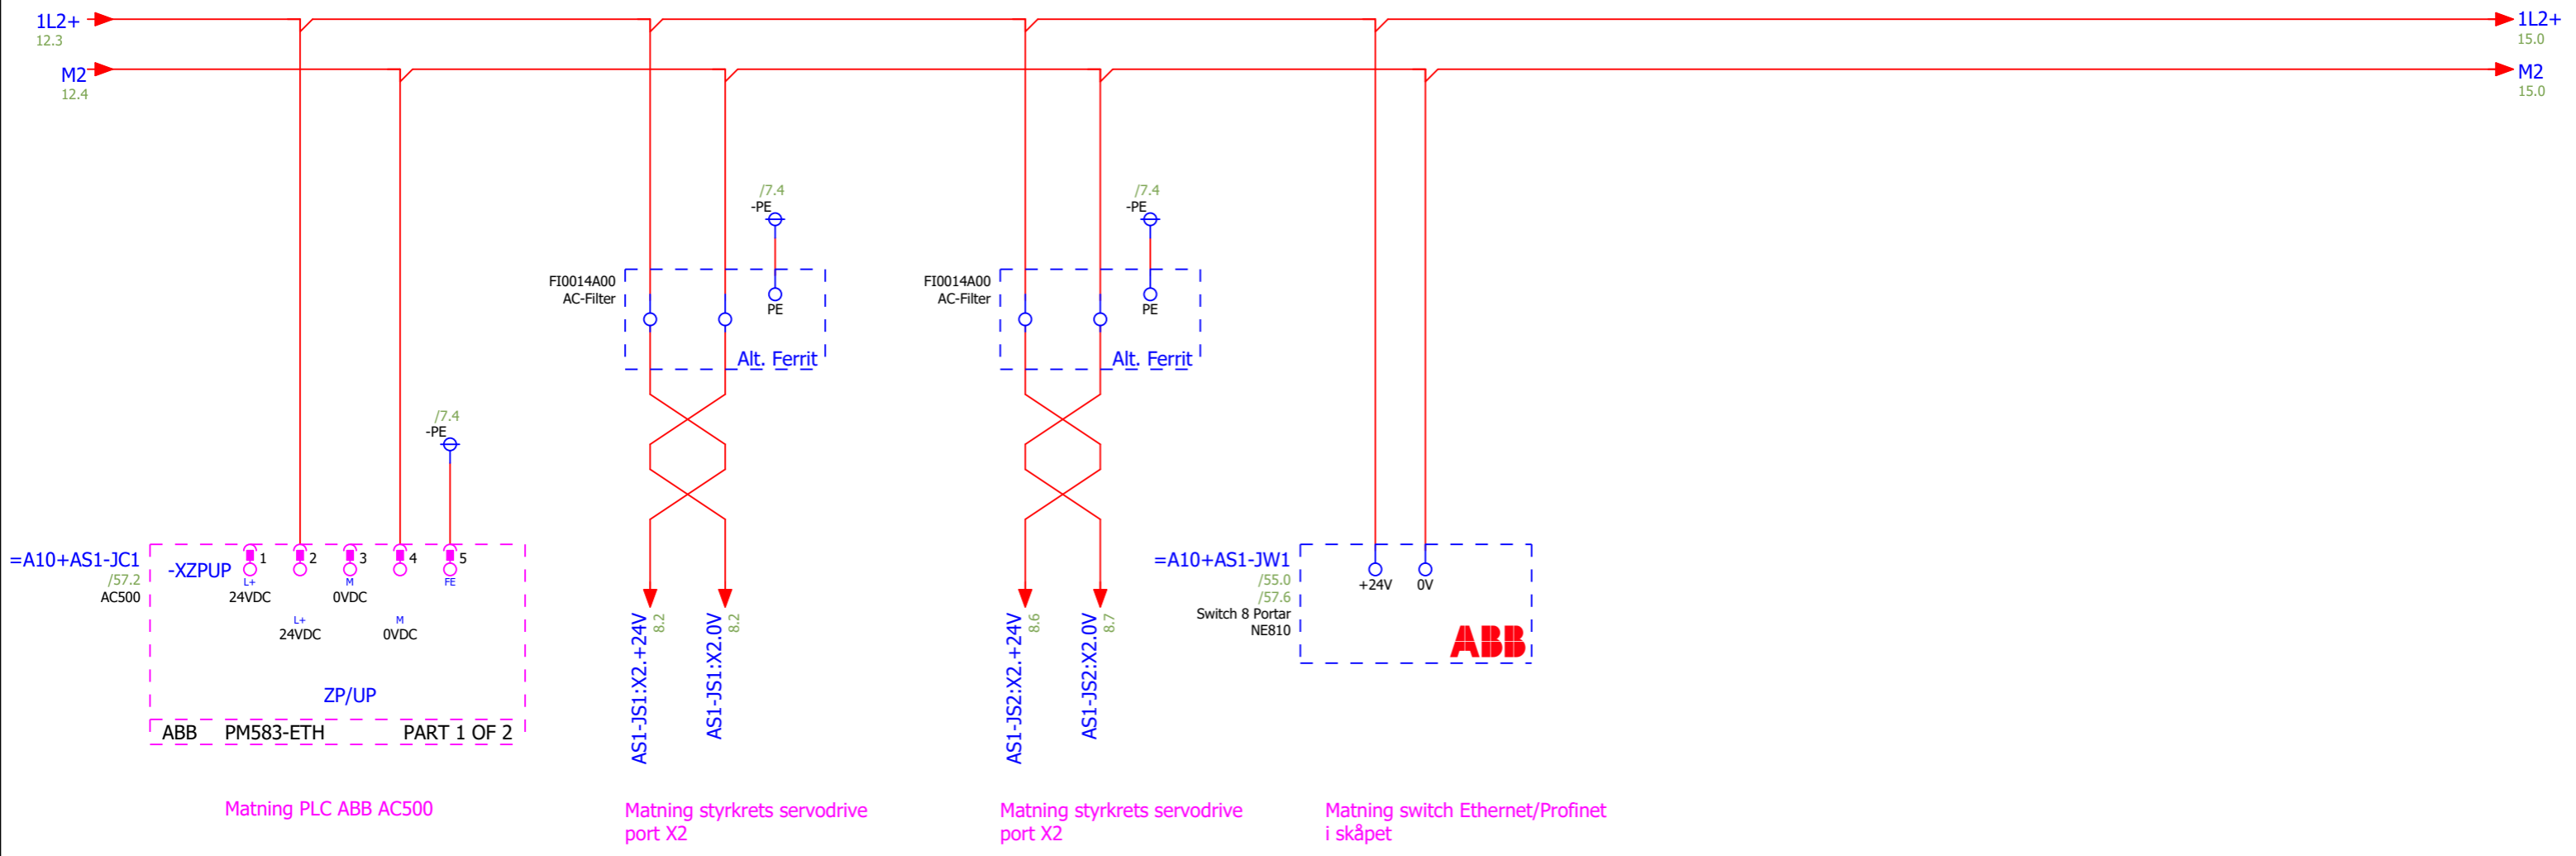 1L2+
12.3
1L2+
15.0
M2
12.4
M2
15.0
/7.4
-PE
/7.4
-PE
FI0014A00
AC-Filter
PE
Alt. Ferrit
FI0014A00
AC-Filter
PE
Alt. Ferrit
/7.4
-PE
=A10+AS1-JC1
/57.2
AC500
-XZPUP
1
2
3
4
5
L+
M
FE
24VDC
0VDC
L+
M
24VDC
0VDC
ZP/UP
ABB PM583-ETH PART 1 OF 2
AS1-JS1:X2.+24V
8.2
AS1-JS1:X2.0V
8.2
AS1-JS2:X2.+24V
8.6
AS1-JS2:X2.0V
8.7
=A10+AS1-JW1
/55.0
/57.6
Switch 8 Portar
NE810
+24V
0V
ABB
Matning PLC ABB AC500
Matning styrkrets servodrive
port X2
Matning styrkrets servodrive
port X2
Matning switch Ethernet/Profinet
i skåpet